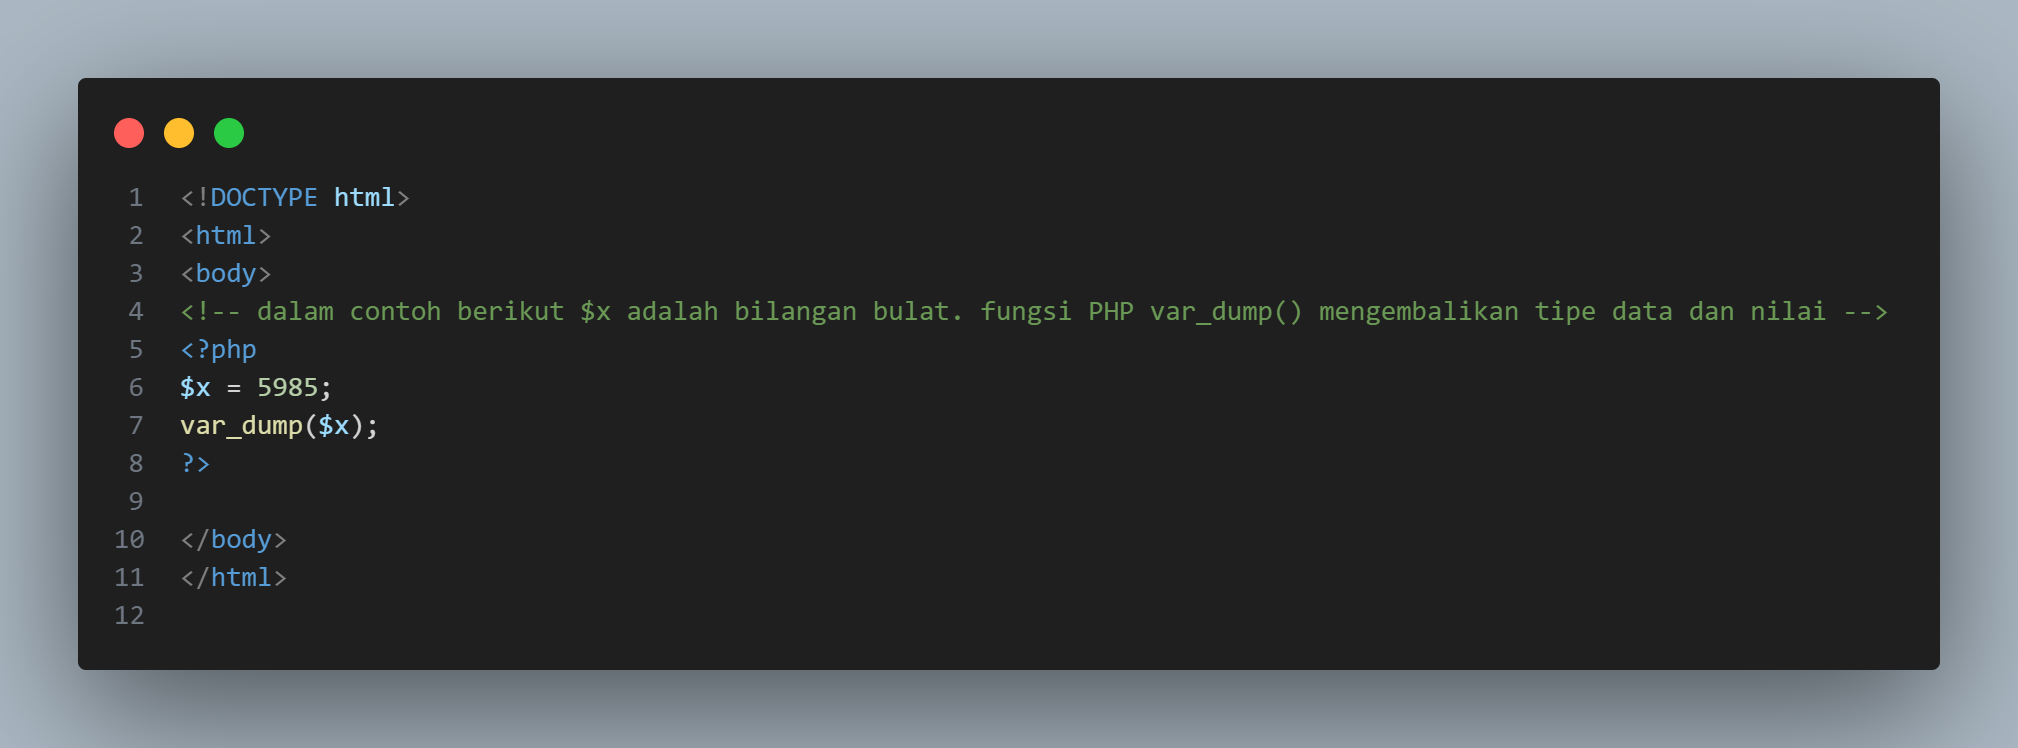 1 <!DOCTYPE html>
2 <html>
3 <body>
4 <!-- dalam contoh berikut $x adalah bilangan bulat. fungsi PHP var_dump() mengembalikan tipe data dan nilai -->
5 <?php
6 $x = 5985;
7 var_dump($x);
8 ?>
9
10 </body>
11 </html>
12